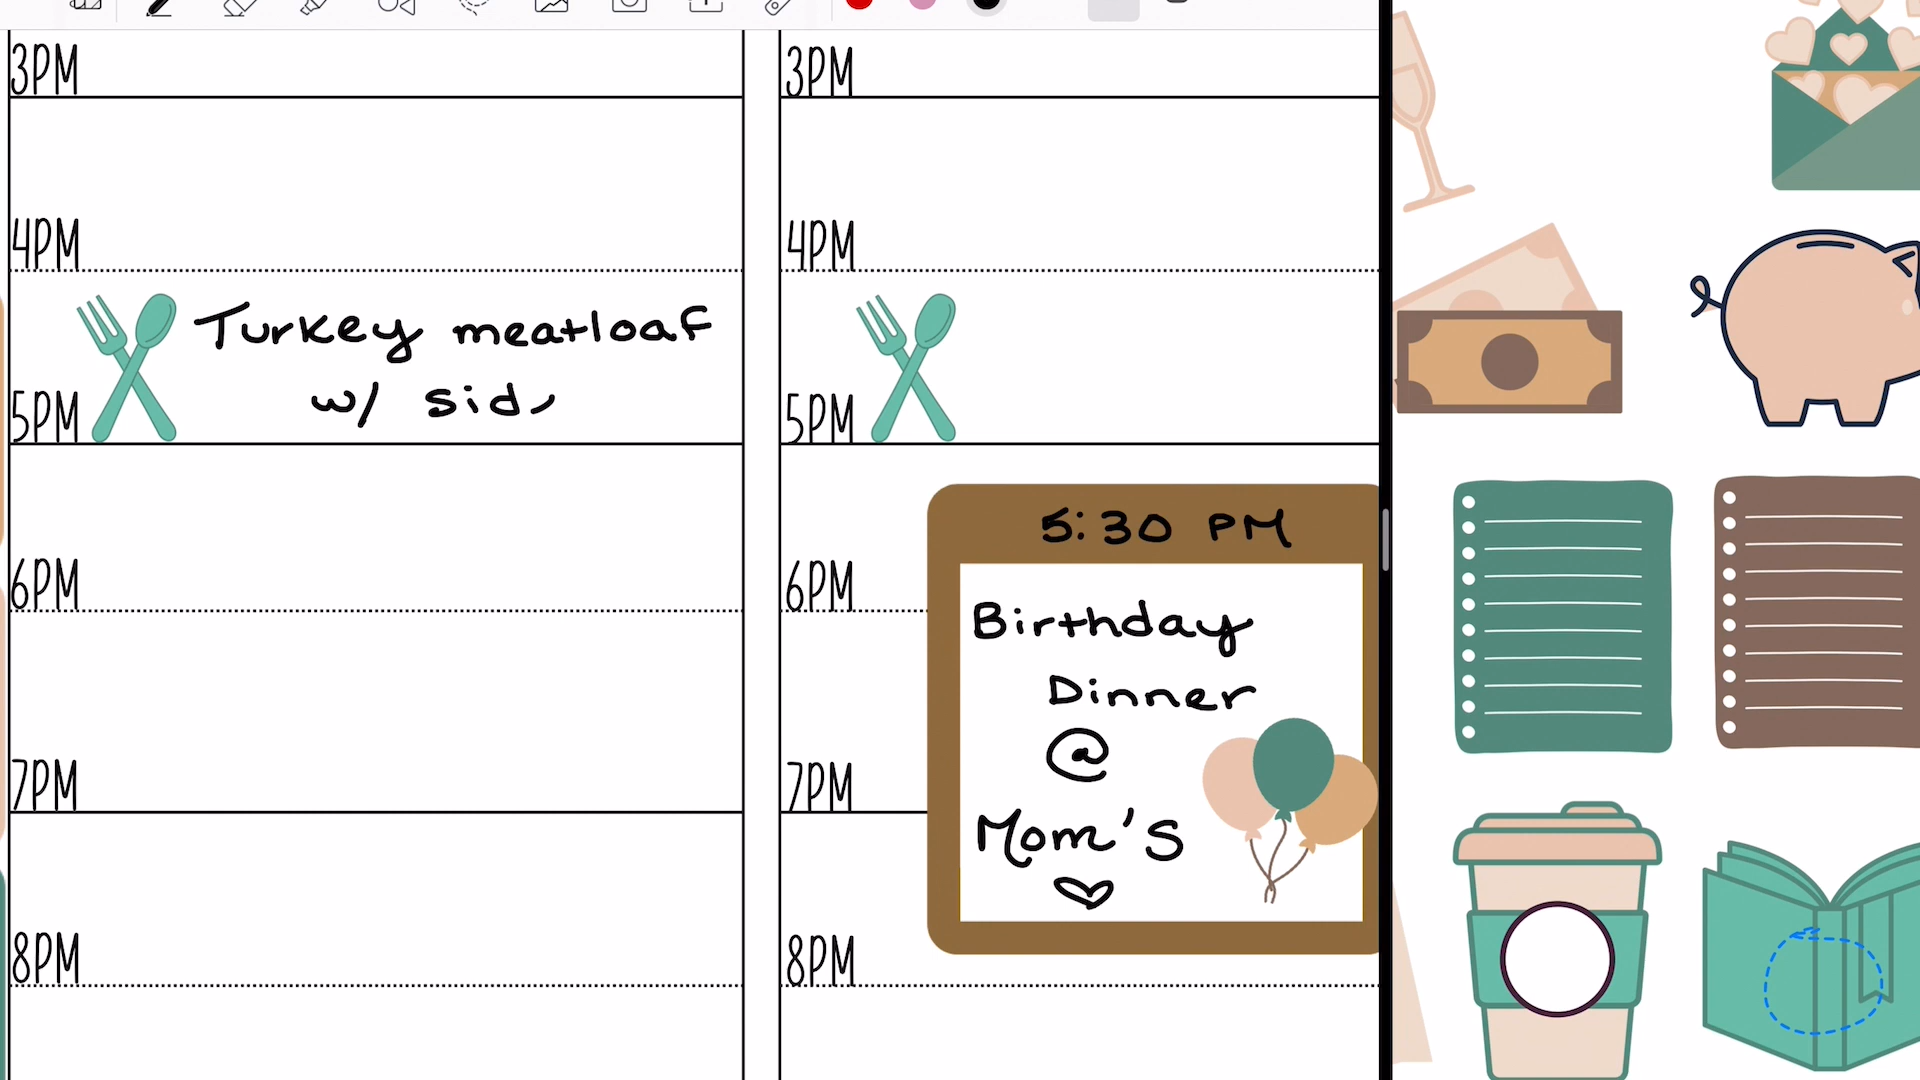 3PM
4PM
Turkey meatloaf
w/ sid
5PM
6PM
7PM
8PM
3PM
4PM
5PM
5:30 PM
6PM
Birthday
Dinner
@
7PM
Mom's
8PM